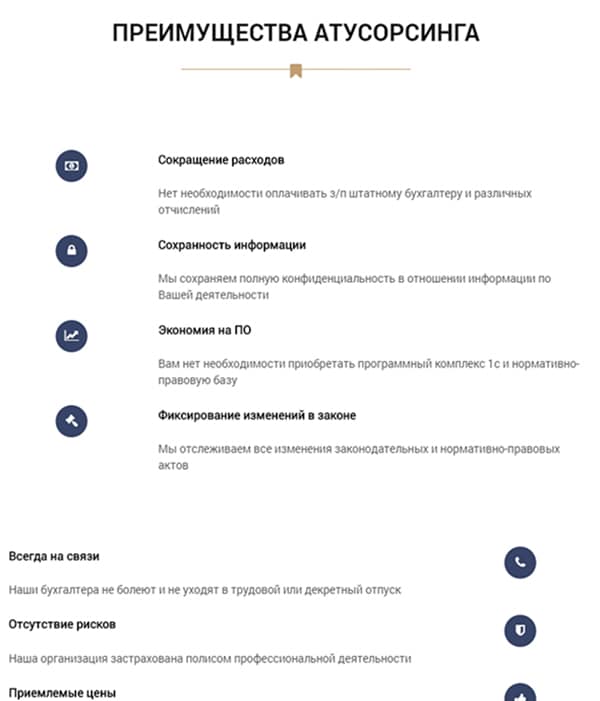 ПРЕИМУЩЕСТВА АТУСОРСИНГА
Сокращение расходов
Нет необходимости оплачивать з/п штатному бухгалтеру и различных
отчислений
Сохранность информации
Мы сохраняем полную конфиденциальность в отношении информации по
Вашей деятельности
Экономия на ПО
Вам нет необходимости приобретать программный комплекс 1с и нормативно-
правовую базу
Фиксирование изменений в законе
Мы отслеживаем все изменения законодательных и нормативно-правовых
актов
Всегда на связи
Наши бухгалтера не болеют и не уходят в трудовой или декретный отпуск
Отсутствие рисков
Наша организация застрахована полисом профессиональной деятельности
Приемлемые цены